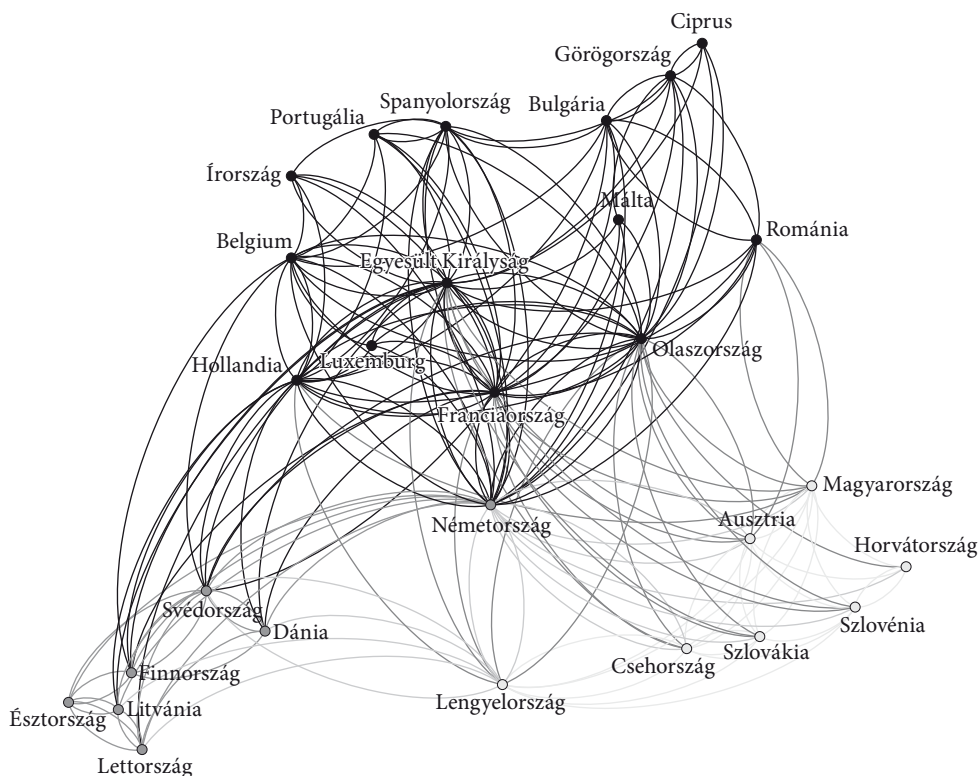 Ciprus
Görögország
Spanyolország
Bulgária
Portugália
Írország
Málta
Románia
Belgium
Egyesült Királyság
Olaszország
Luxemburg
Hollandia
Franciaország
Magyarország
Németország
Ausztria
Horvátország
Svédország
Szlovénia
Dánia
Szlovákia
Csehország
Finnország
Lengyelország
Litvánia
Észtország
Lettország